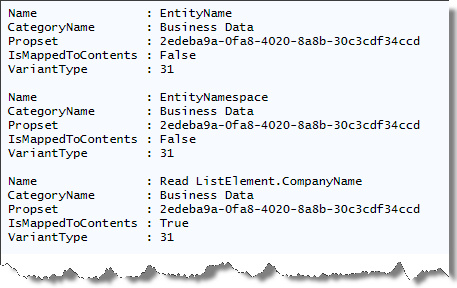 Name : EntityName
CategoryName : Business Data
Propset : 2edeba9a-0fa8-4020-8a8b-30c3cdf34ccd
IsMappedToContents : False
VariantType : 31
Name : EntityNamespace
CategoryName : Business Data
Propset : 2edeba9a-0fa8-4020-8a8b-30c3cdf34ccd
IsMappedToContents : False
VariantType : 31
Name : Read ListElement.CompanyName
CategoryName : Business Data
Propset : 2edeba9a-0fa8-4020-8a8b-30c3cdf34ccd
IsMappedToContents : True
VariantType : 31